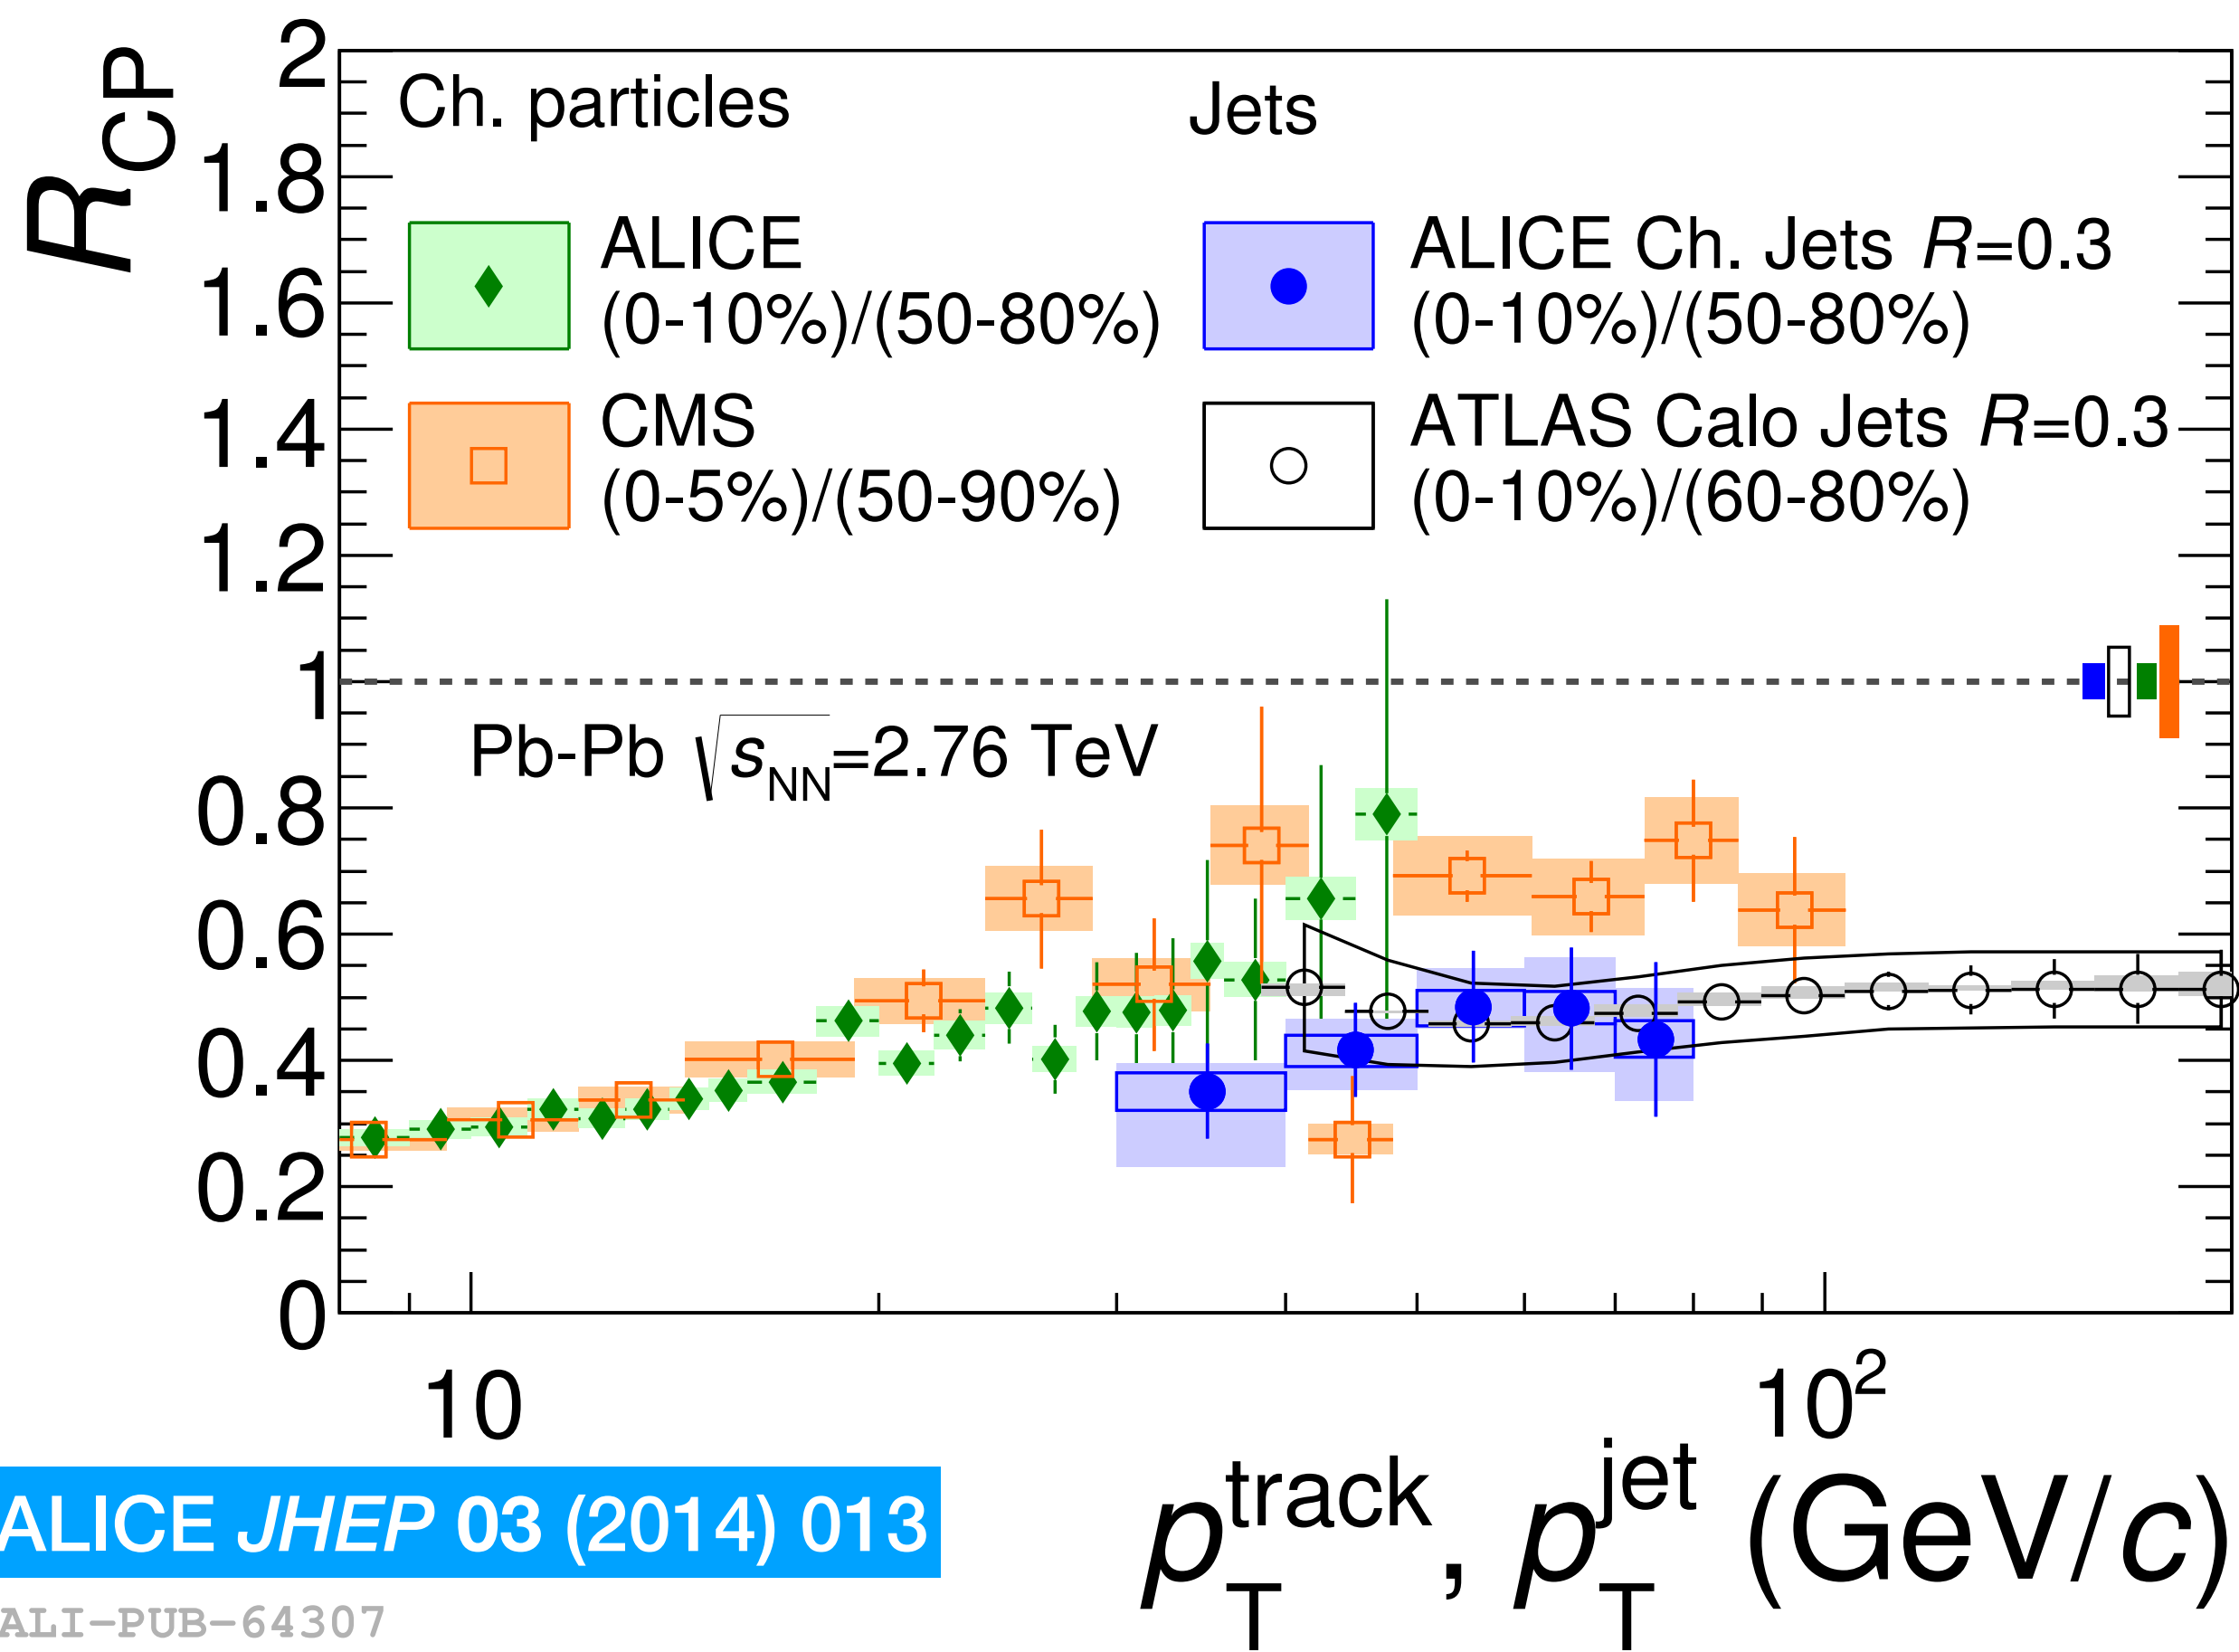 R_CP
2
1.8
1.6
1.4
1.2
1
0.8
0.6
0.4
0.2
0
Ch. particles
ALICE
(0-10%)/(50-80%)
CMS
(0-5%)/(50-90%)
Jets
ALICE Ch. Jets R=0.3
(0-10%)/(50-80%)
ATLAS Calo Jets R=0.3
(0-10%)/(60-80%)
Pb-Pb √s_NN=2.76 TeV
10
10²
p_T^track, p_T^jet (GeV/c)
ALICE JHEP 03 (2014) 013
ALI-PUB-64307